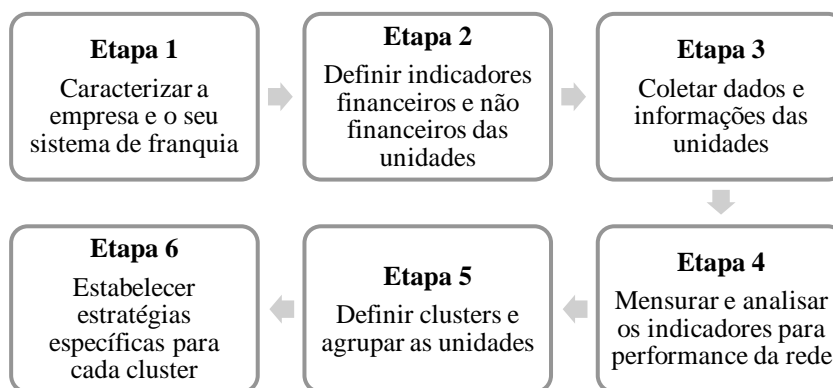 Etapa 1
Caracterizar a
empresa e o seu
sistema de franquia
Etapa 2
Definir indicadores
financeiros e não
financeiros das
unidades
Etapa 3
Coletar dados e
informações das
unidades
Etapa 4
Mensurar e analisar
os indicadores para
performance da rede
Etapa 5
Definir clusters e
agrupar as unidades
Etapa 6
Estabelecer
estratégias
específicas para
cada cluster